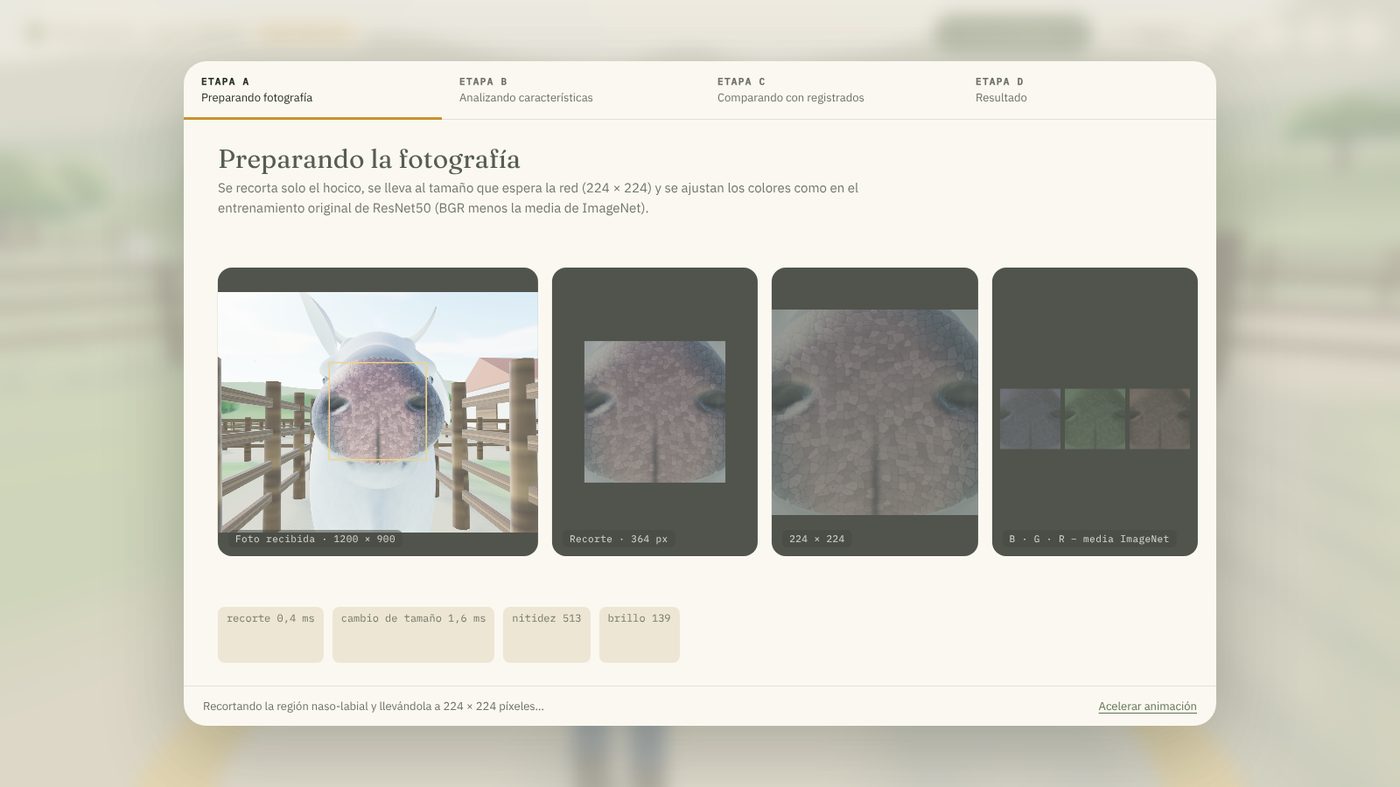 ETAPA A
Preparando fotografía
ETAPA B
Analizando características
ETAPA C
Comparando con registrados
ETAPA D
Resultado
Preparando la fotografía
Se recorta solo el hocico, se lleva al tamaño que espera la red (224 × 224) y se ajustan los colores como en el
entrenamiento original de ResNet50 (BGR menos la media de ImageNet).
Foto recibida · 1200 × 900
Recorte · 364 px
224 × 224
B · G · R − media ImageNet
recorte 0,4 ms
cambio de tamaño 1,6 ms
nitidez 513
brillo 139
Recortando la región naso-labial y llevándola a 224 × 224 píxeles…
Acelerar animación